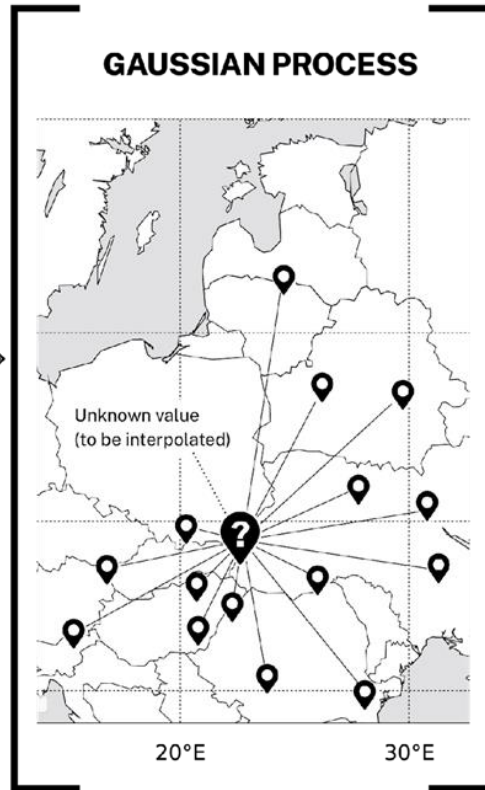 GAUSSIAN PROCESS
Unknown value
(to be interpolated)
?
20°E
30°E